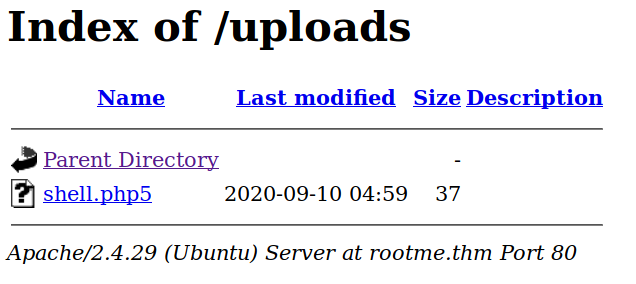 Index of /uploads
Name Last modified Size Description
Parent Directory -
shell.php5 2020-09-10 04:59 37
Apache/2.4.29 (Ubuntu) Server at rootme.thm Port 80